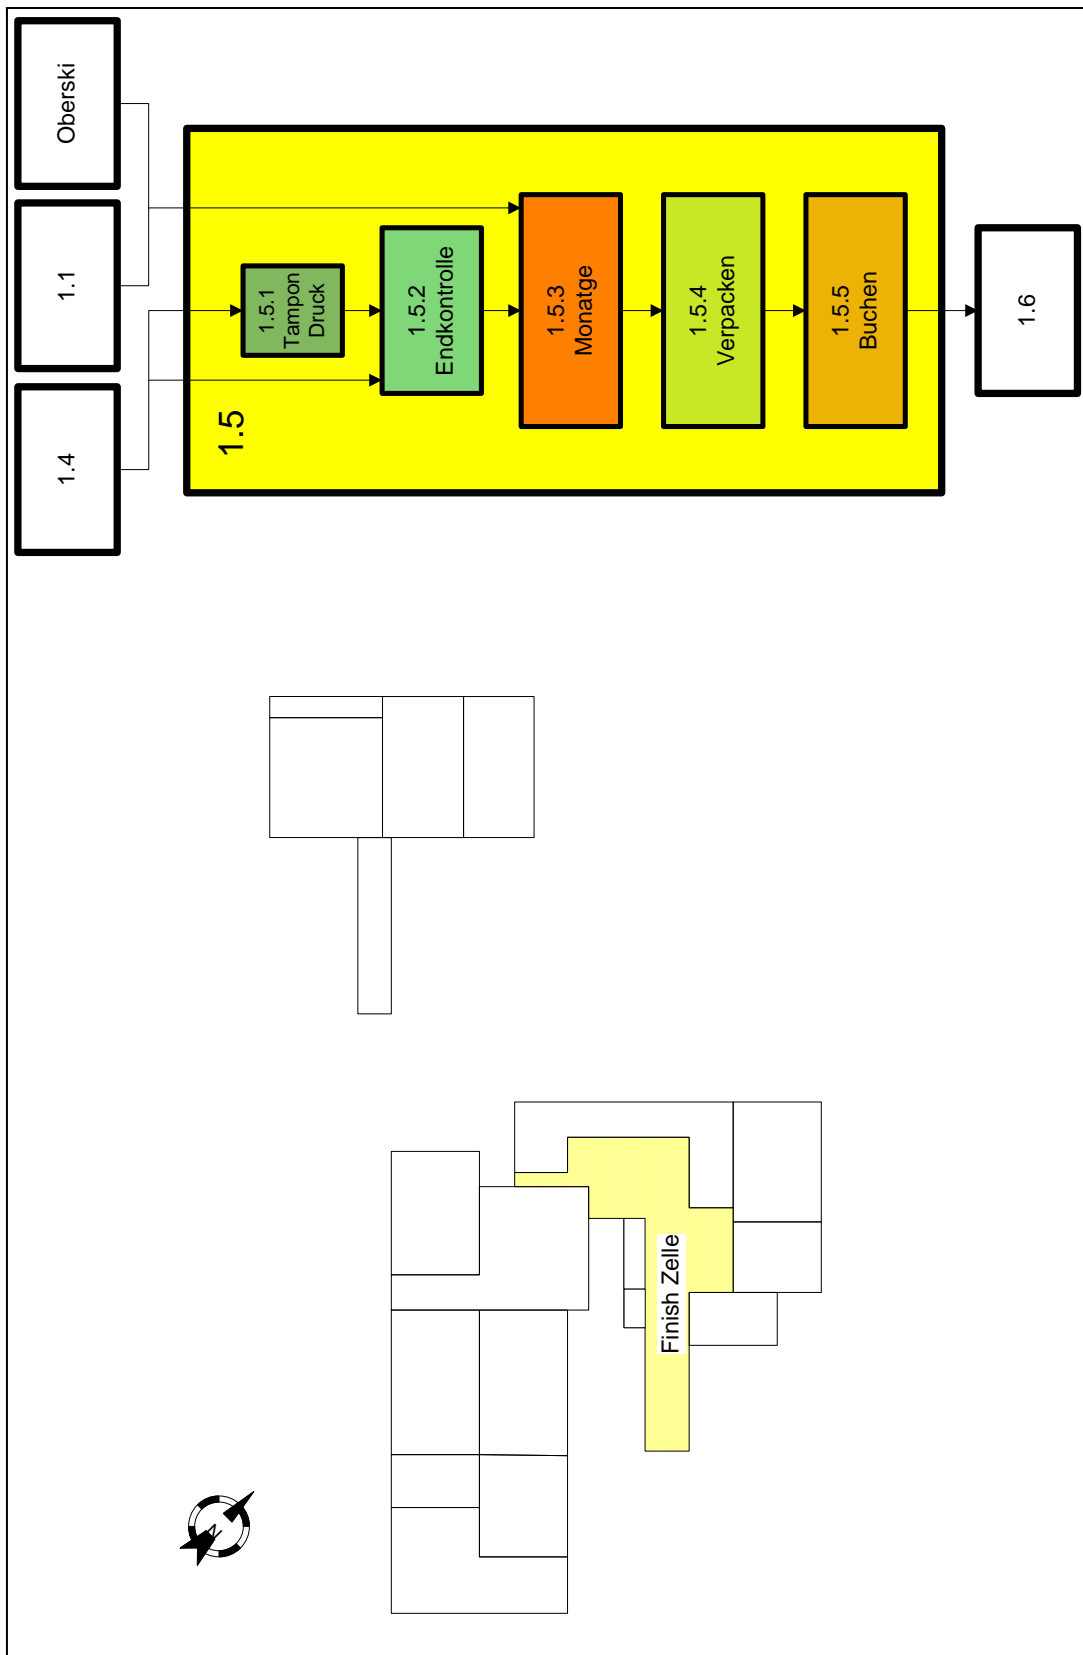 Oberski
1.1
1.4
1.5
1.5.1
Tampon
Druck
1.5.2
Endkontrolle
1.5.3
Monatge
1.5.4
Verpacken
1.5.5
Buchen
1.6
Finish Zelle
N